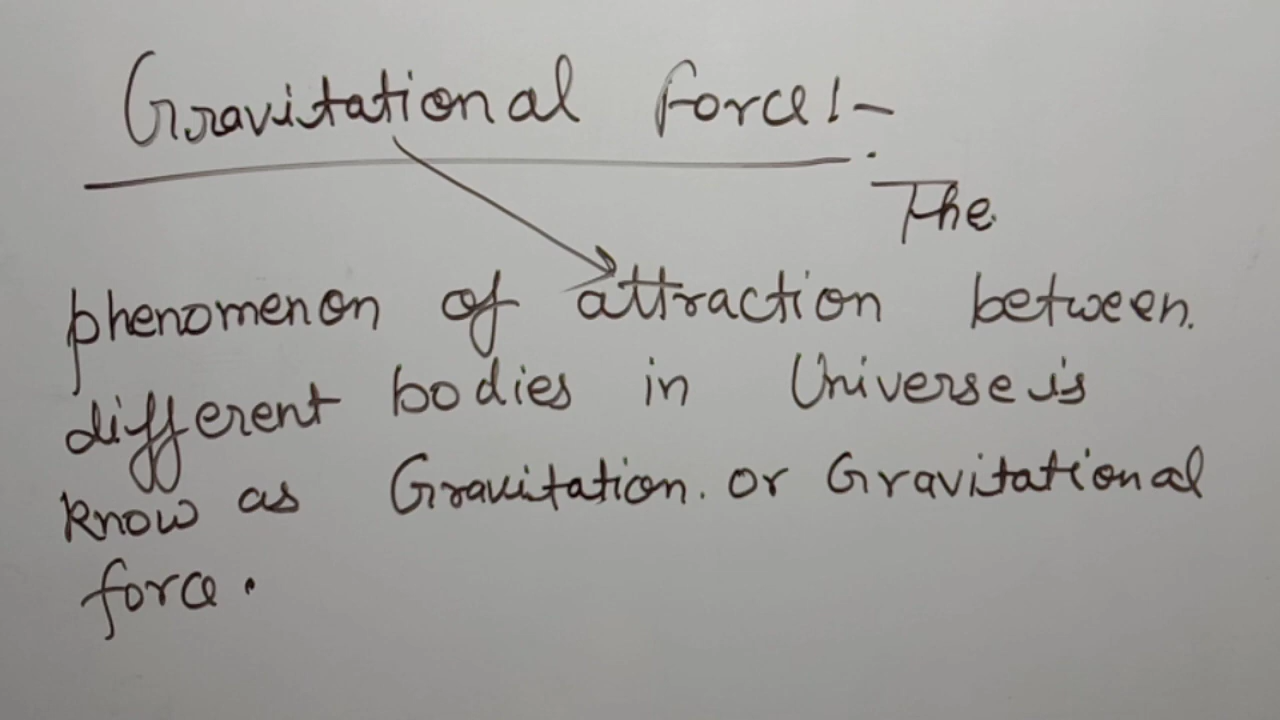 Gravitational force!-
The
phenomenon of attraction between.
different bodies in Universe is
know as Gravitation. or Gravitational
force.